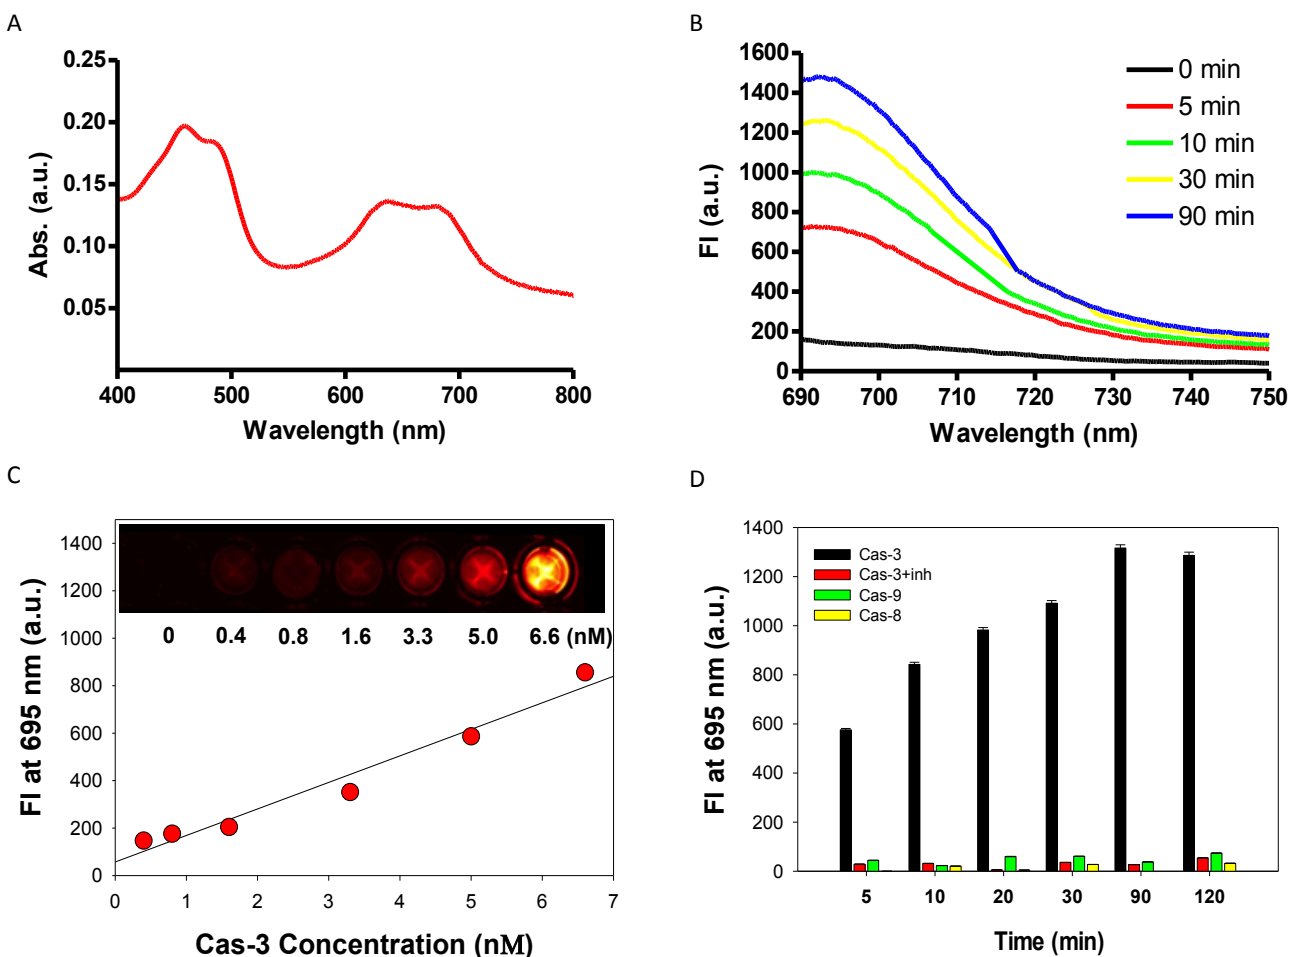 A
0.25
0.20
0.15
0.10
0.05
Abs. (a.u.)
400 500 600 700 800
Wavelength (nm)
B
1600
1400
1200
1000
800
600
400
200
0
FI (a.u.)
0 min
5 min
10 min
30 min
90 min
690 700 710 720 730 740 750
Wavelength (nm)
C
1400
1200
1000
800
600
400
200
0
FI at 695 nm (a.u.)
0 0.4 0.8 1.6 3.3 5.0 6.6 (nM)
0 1 2 3 4 5 6 7
Cas-3 Concentration (nM)
D
1400
1200
1000
800
600
400
200
0
FI at 695 nm (a.u.)
Cas-3
Cas-3+inh
Cas-9
Cas-8
5 10 20 30 90 120
Time (min)